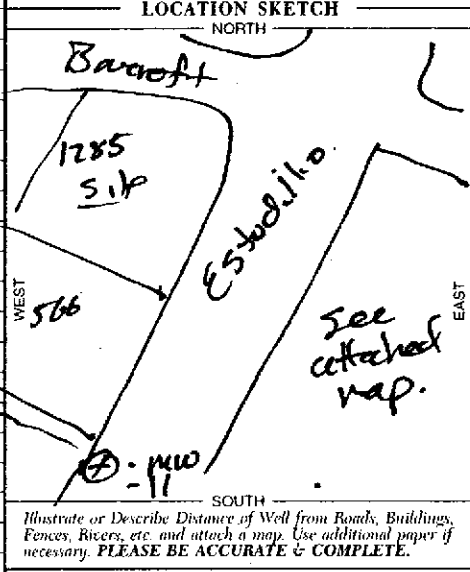 LOCATION SKETCH
NORTH
Bancroft
1285
Estudillo
WEST
566
EAST
See
attached
map.
- MW
- 11
SOUTH
Illustrate or Describe Distance of Well from Roads, Buildings,
Fences, Rivers, etc. and attach a map. Use additional paper if
necessary. PLEASE BE ACCURATE & COMPLETE.